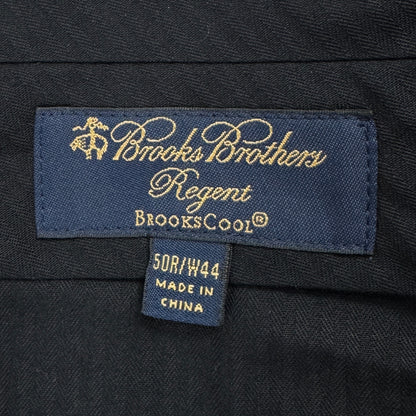 Brooks Brothers
Regent
BROOKSCOOL®
50R/W44
MADE IN
CHINA